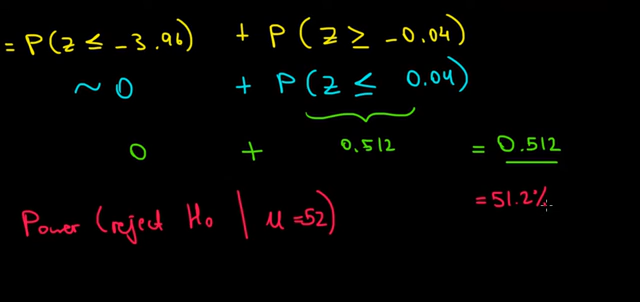 = P(Z ≤ -3.96) + P(Z ≥ -0.04)
~ 0 + P(Z ≤ 0.04)
0 + 0.512 = 0.512
= 51.2%
Power (reject H₀ | μ = 52)